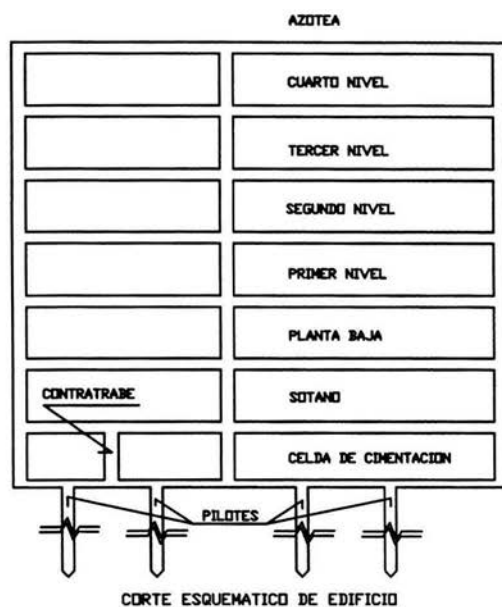 AZOTEA
CUARTO NIVEL
TERCER NIVEL
SEGUNDO NIVEL
PRIMER NIVEL
PLANTA BAJA
CONTRATRABE
SOTANO
CELDA DE CIMENTACION
PILOTES
CORTE ESQUEMATICO DE EDIFICIO